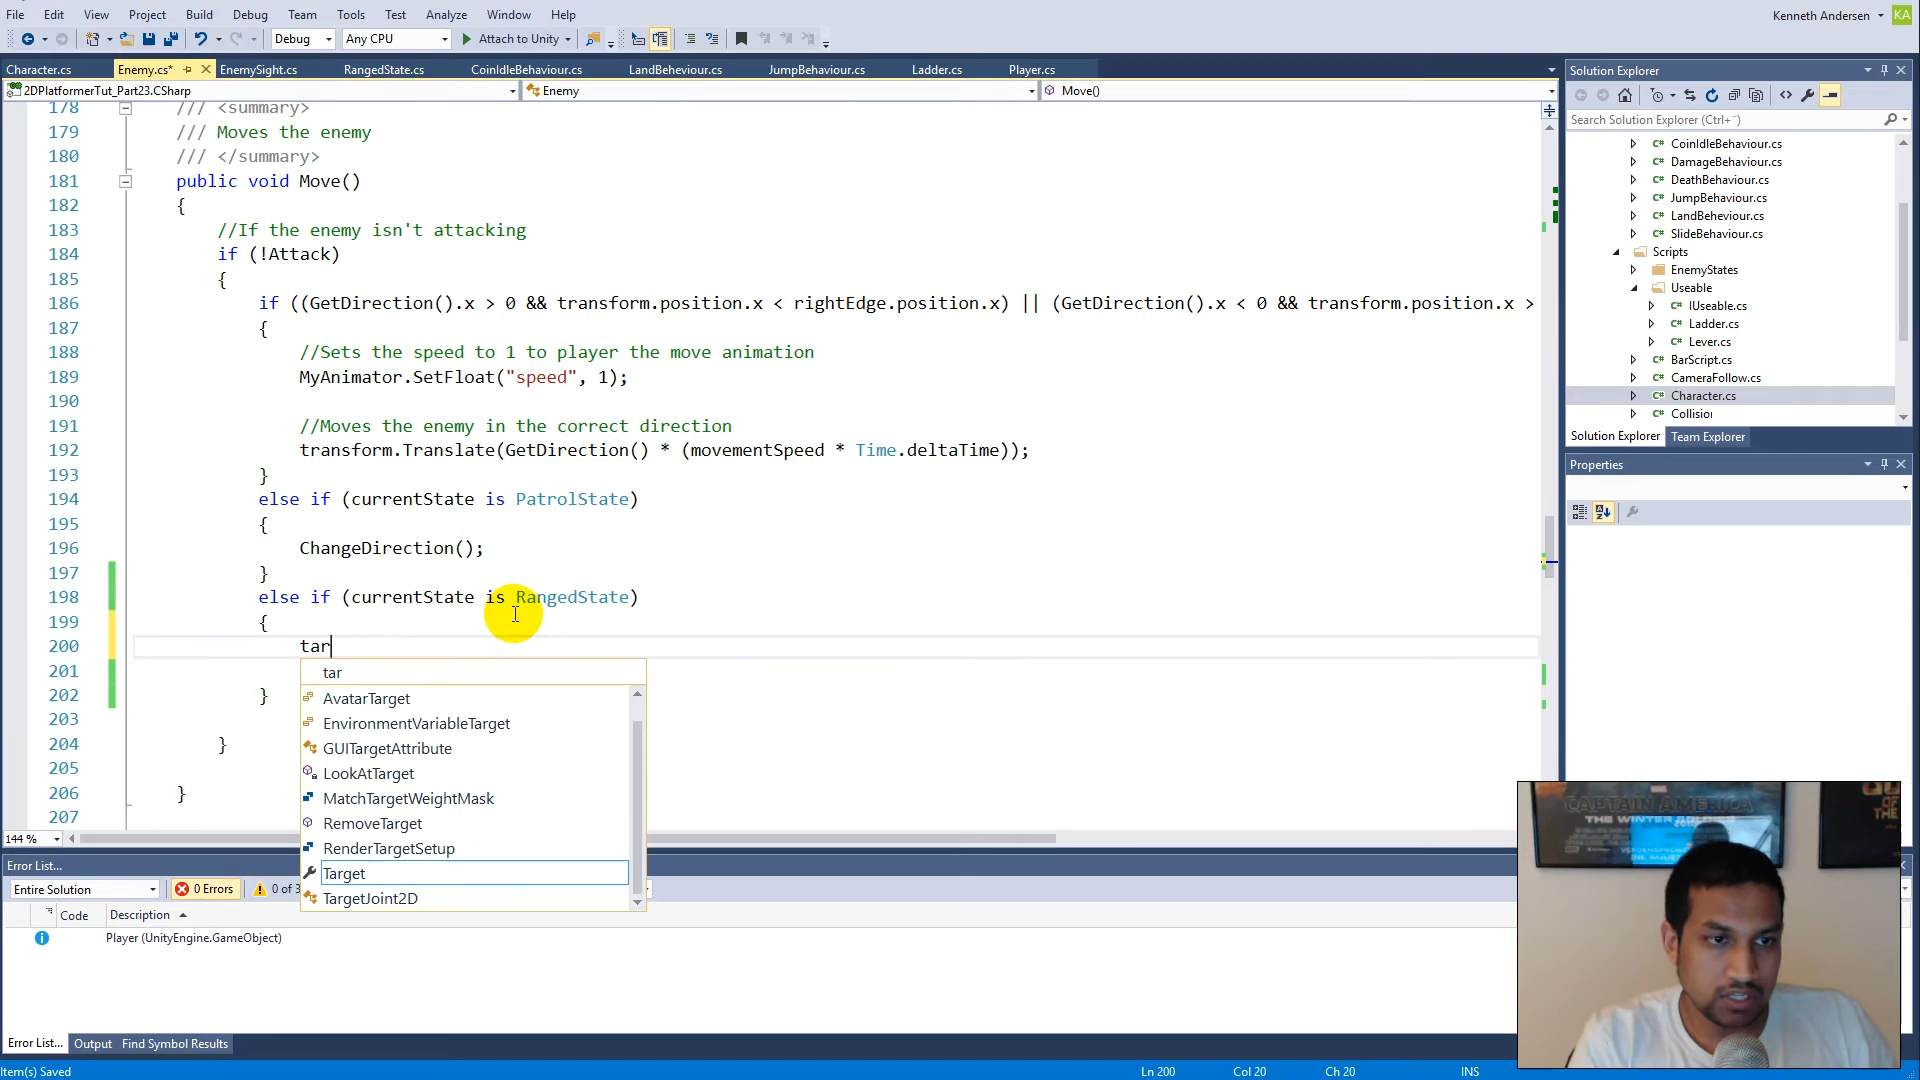 File Edit View Project Build Debug Team Tools Test Analyze Window Help
Kenneth Andersen KA
Debug Any CPU Attach to Unity
Character.cs Enemy.cs* EnemySight.cs RangedState.cs CoinIdleBehaviour.cs LandBeheviour.cs JumpBehaviour.cs Ladder.cs Player.cs
2DPlatformerTut_Part23.CSharp Enemy Move()
178 /// <summary>
179 /// Moves the enemy
180 /// </summary>
181 public void Move()
182 {
183 //If the enemy isn't attacking
184 if (!Attack)
185 {
186 if ((GetDirection().x > 0 && transform.position.x < rightEdge.position.x) || (GetDirection().x < 0 && transform.position.x >
187 {
188 //Sets the speed to 1 to player the move animation
189 MyAnimator.SetFloat("speed", 1);
190
191 //Moves the enemy in the correct direction
192 transform.Translate(GetDirection() * (movementSpeed * Time.deltaTime));
193 }
194 else if (currentState is PatrolState)
195 {
196 ChangeDirection();
197 }
198 else if (currentState is RangedState)
199 {
200 tar
201
202 }
203
204 }
205
206 }
207
tar
AvatarTarget
EnvironmentVariableTarget
GUITargetAttribute
LookAtTarget
MatchTargetWeightMask
RemoveTarget
RenderTargetSetup
Target
TargetJoint2D
144 %
Error List...
Entire Solution 0 Errors 0 of 3
Code Description
Player (UnityEngine.GameObject)
Error List... Output Find Symbol Results
Item(s) Saved Ln 200 Col 20 Ch 20 INS
Solution Explorer
Search Solution Explorer (Ctrl+¨)
CoinIdleBehaviour.cs
DamageBehaviour.cs
DeathBehaviour.cs
JumpBehaviour.cs
LandBeheviour.cs
SlideBehaviour.cs
Scripts
EnemyStates
Useable
IUseable.cs
Ladder.cs
Lever.cs
BarScript.cs
CameraFollow.cs
Character.cs
Collision
Solution Explorer Team Explorer
Properties
CAPTAIN AMERICA
THE WINTER SOLDIER